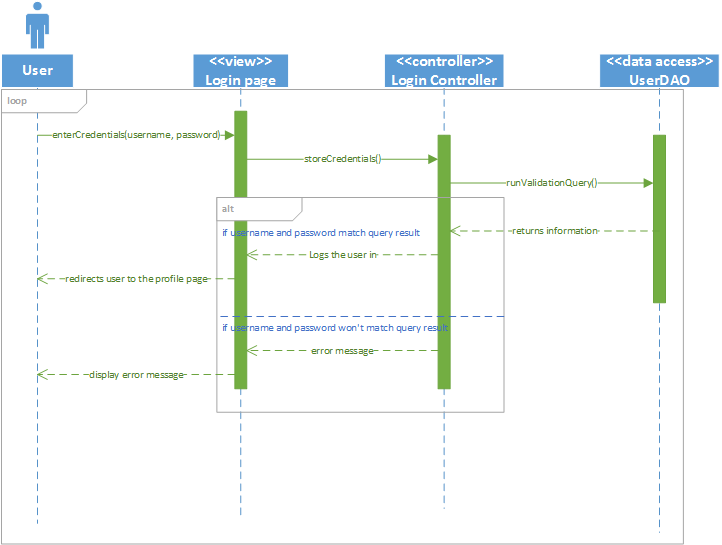 User
<<view>>
Login page
<<controller>>
Login Controller
<<data access>>
UserDAO
loop
enterCredentials(username, password)
storeCredentials()
runValidationQuery()
alt
if username and password match query result
returns information
Logs the user in
redirects user to the profile page
if username and password won't match query result
error message
display error message